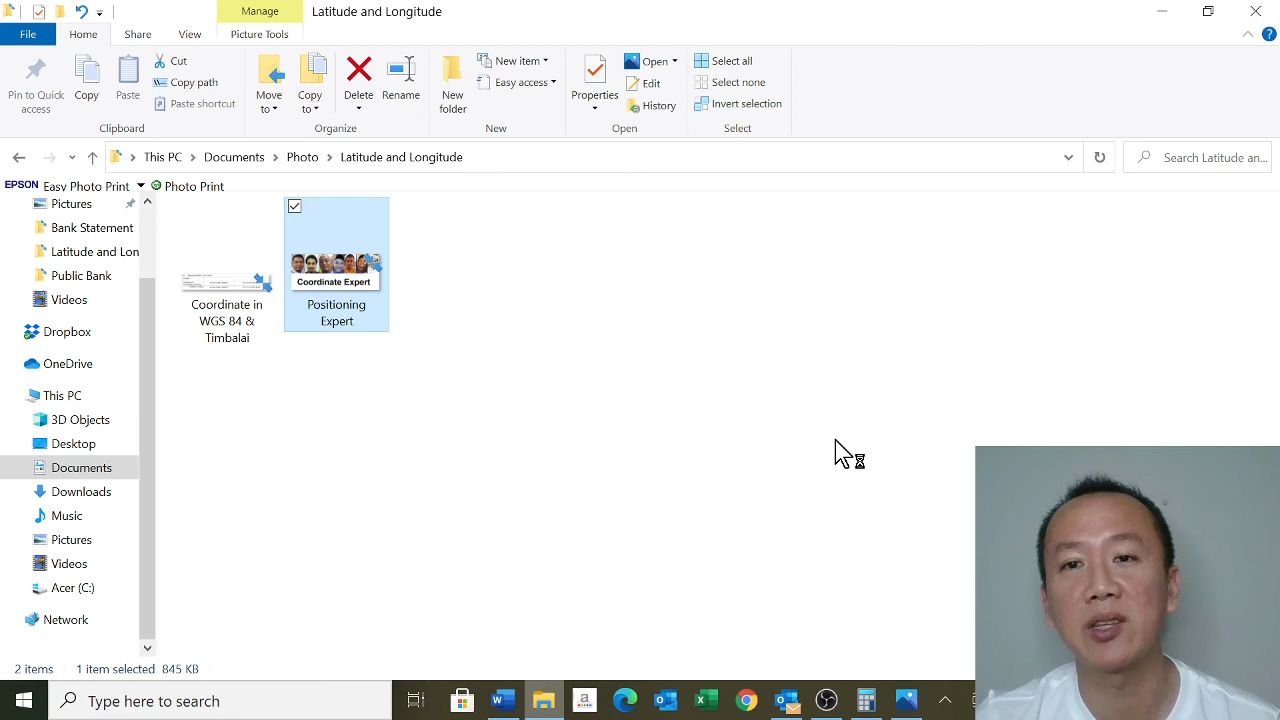 Manage
Latitude and Longitude
File
Home
Share
View
Picture Tools
Pin to Quick access
Copy
Paste
Cut
Copy path
Paste shortcut
Clipboard
Move to
Copy to
Delete
Rename
Organize
New folder
New item
Easy access
New
Properties
Open
Edit
History
Open
Select all
Select none
Invert selection
Select
This PC > Documents > Photo > Latitude and Longitude
Search Latitude an...
EPSON Easy Photo Print
Photo Print
Pictures
Bank Statement
Latitude and Lon
Public Bank
Videos
Dropbox
OneDrive
This PC
3D Objects
Desktop
Documents
Downloads
Music
Pictures
Videos
Acer (C:)
Network
Coordinate in
WGS 84 &
Timbalai
Coordinate Expert
Positioning
Expert
2 items
1 item selected 845 KB
Type here to search